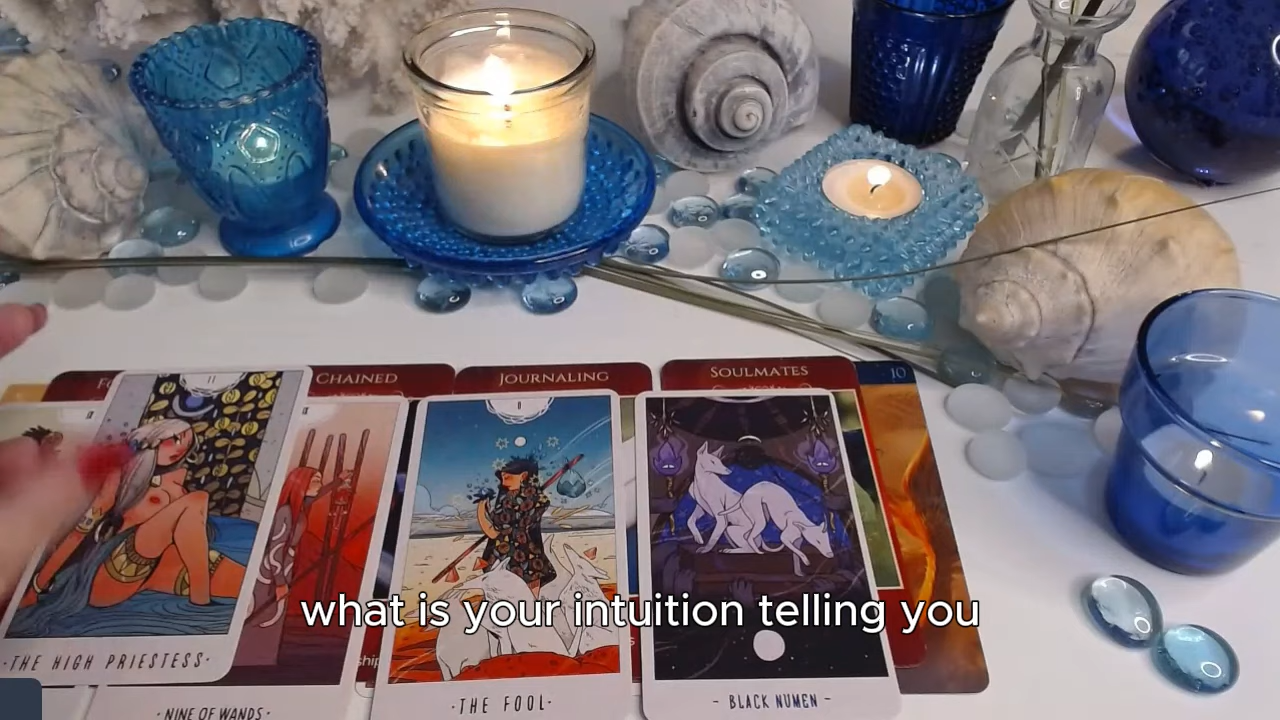 CHAINED
JOURNALING
SOULMATES
10
II
what is your intuition telling you
·THE HIGH PRIESTESS·
·NINE OF WANDS·
·THE FOOL·
- BLACK NUMEN -